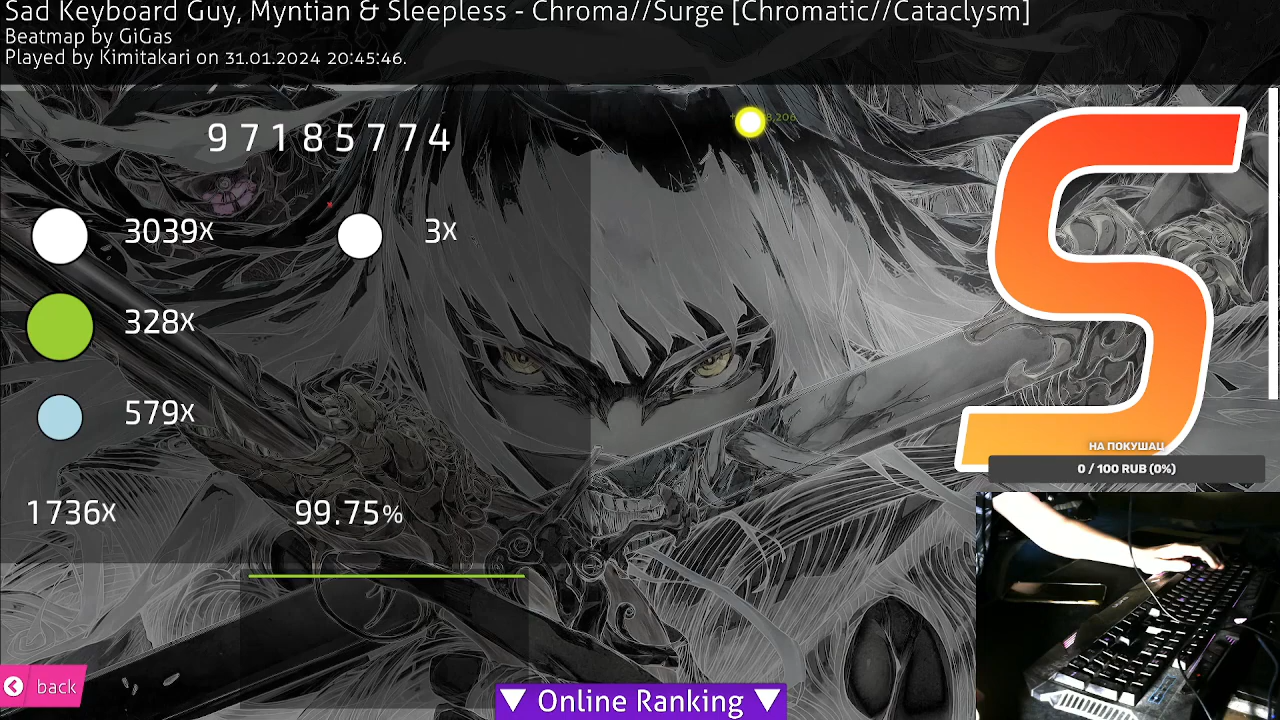 Sad Keyboard Guy, Myntian & Sleepless - Chroma//Surge [Chromatic//Cataclysm]
Beatmap by GiGas
Played by Kimitakari on 31.01.2024 20:45:46.
97185774
3039x
3x
328x
579x
1736x
99.75%
S
НА ПОКУШАЦ
0 / 100 RUB (0%)
back
▼ Online Ranking ▼